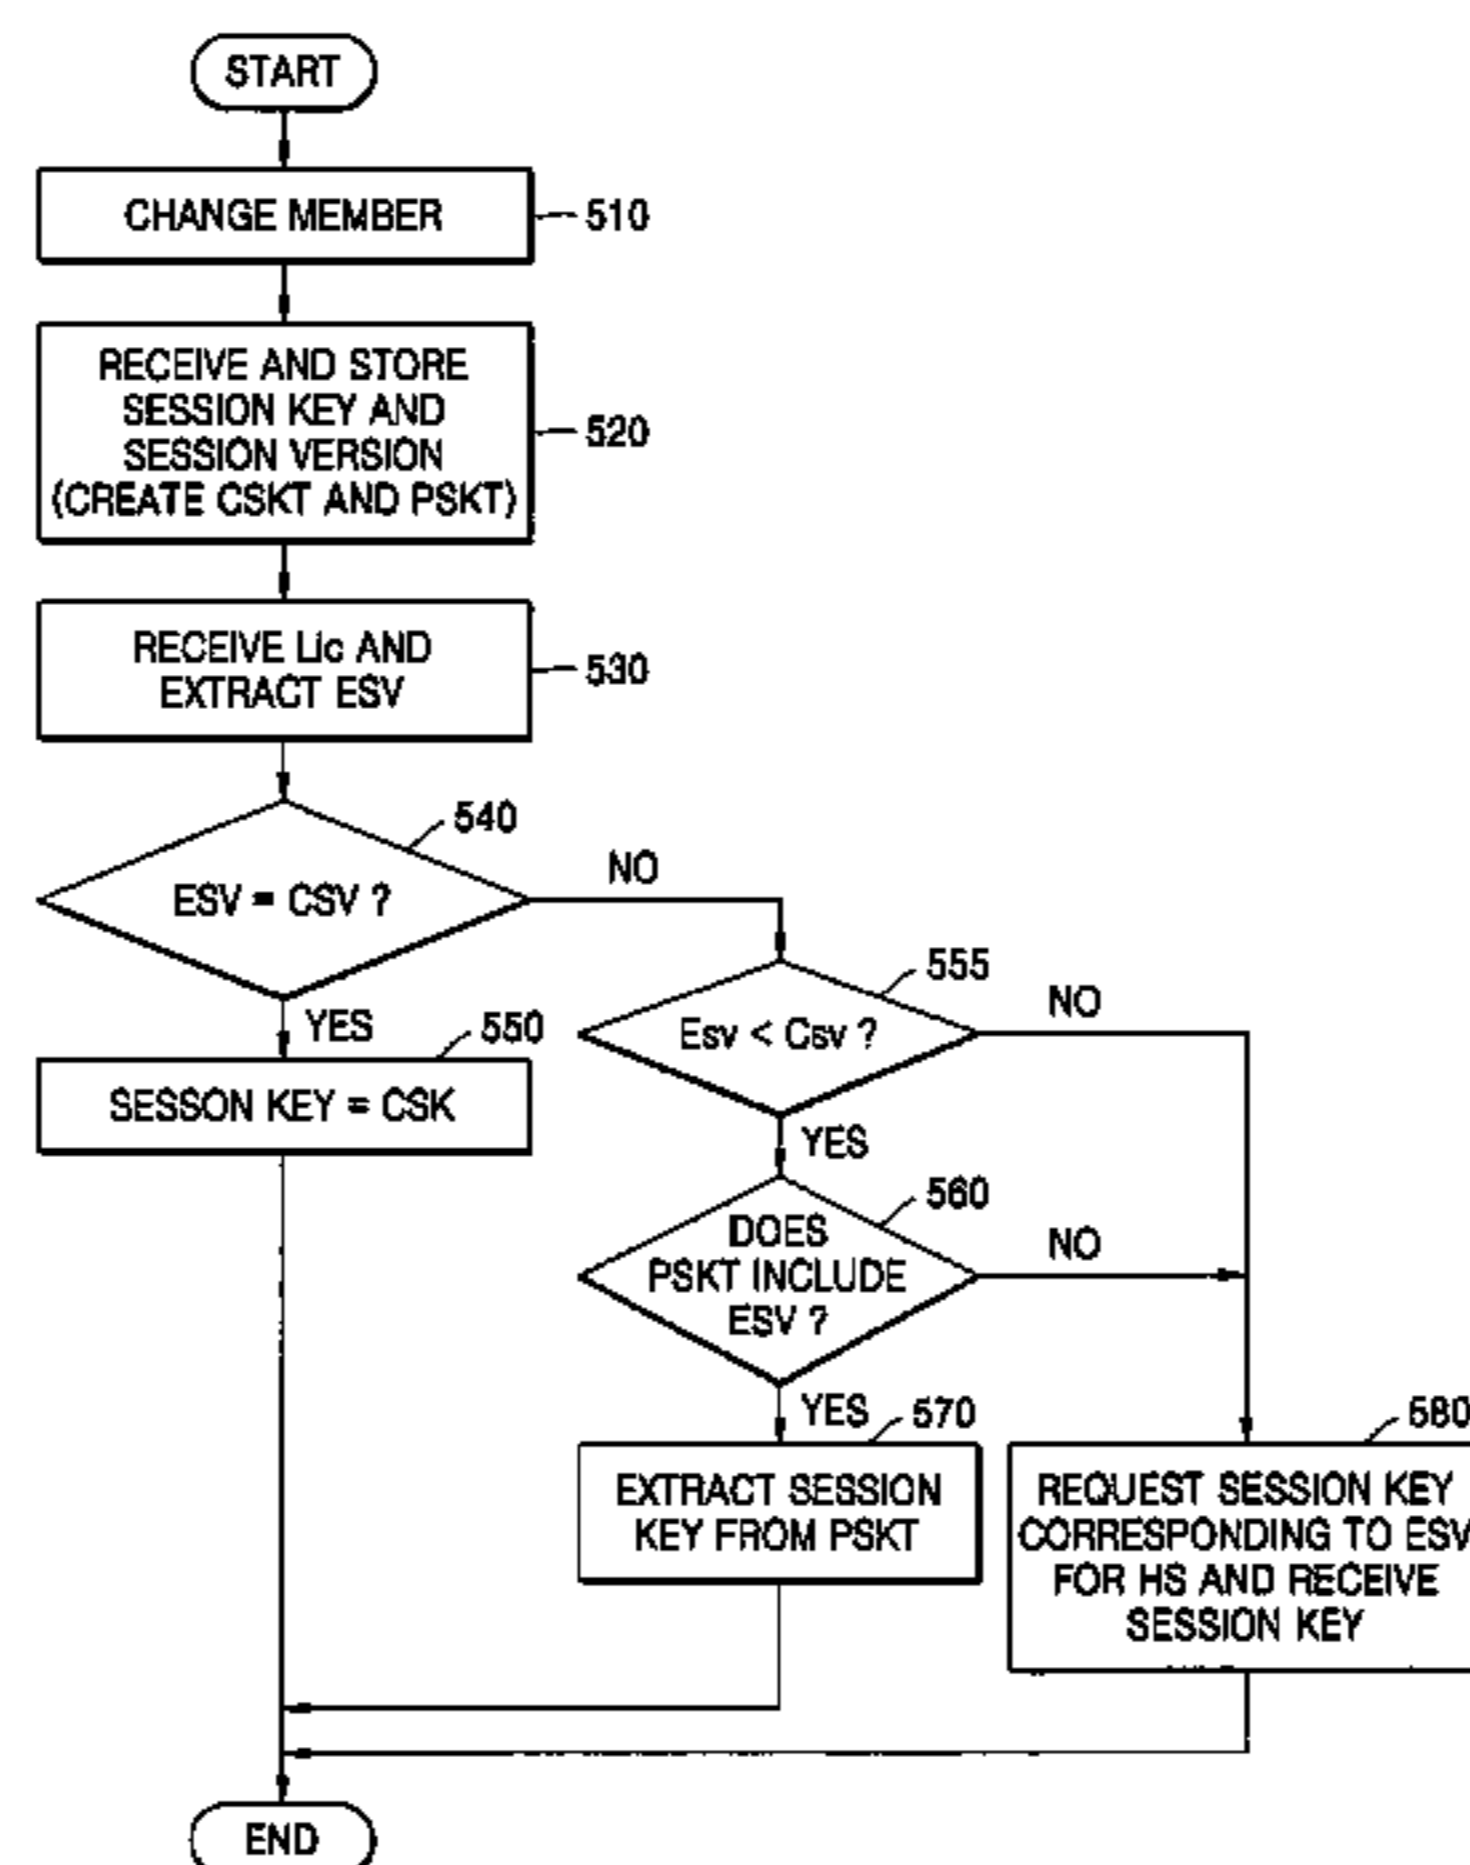 START
CHANGE MEMBER
510
RECEIVE AND STORE
SESSION KEY AND
SESSION VERSION
(CREATE CSKT AND PSKT)
520
RECEIVE Lic AND
EXTRACT ESV
530
540
ESV = CSV ?
NO
YES
550
SESSON KEY = CSK
555
Esv < Csv ?
NO
YES
560
DOES
PSKT INCLUDE
ESV ?
NO
YES
570
EXTRACT SESSION
KEY FROM PSKT
580
REQUEST SESSION KEY
CORRESPONDING TO ESV
FOR HS AND RECEIVE
SESSION KEY
END